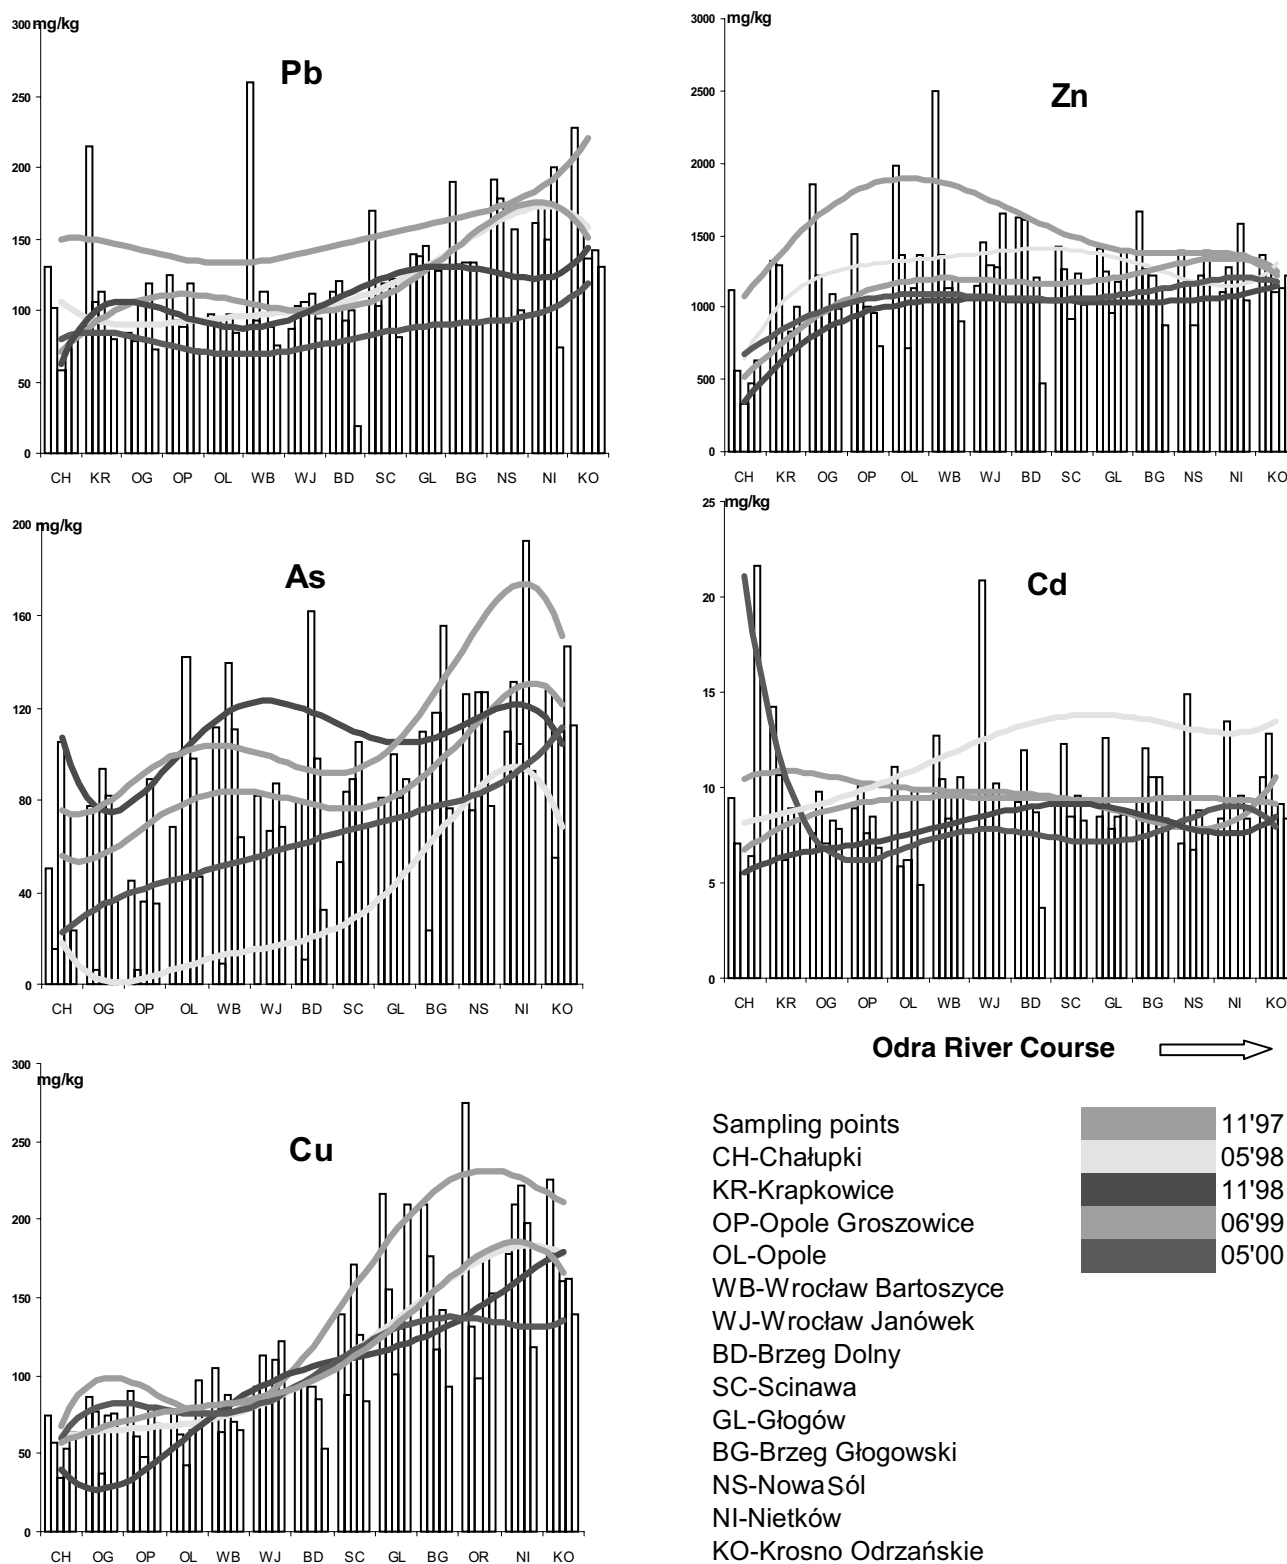 mg/kg
Pb
300
250
200
150
100
50
0
CH KR OG OP OL WB WJ BD SC GL BG NS NI KO
mg/kg
Zn
3000
2500
2000
1500
1000
500
0
CH KR OG OP OL WB WJ BD SC GL BG NS NI KO
mg/kg
As
200
160
120
80
40
0
CH OG OP OL WB WJ BD SC GL BG NS NI KO
mg/kg
Cd
25
20
15
10
5
0
CH KR OG OP OL WB WJ BD SC GL BG NS NI KO
Odra River Course
mg/kg
Cu
300
250
200
150
100
50
0
CH OG OP OL WB WJ BD SC GL BG OR NI KO
Sampling points
CH-Chałupki
KR-Krapkowice
OP-Opole Groszowice
OL-Opole
WB-Wrocław Bartoszyce
WJ-Wrocław Janówek
BD-Brzeg Dolny
SC-Scinawa
GL-Głogów
BG-Brzeg Głogowski
NS-NowaSól
NI-Nietków
KO-Krosno Odrzańskie
11'97
05'98
11'98
06'99
05'00